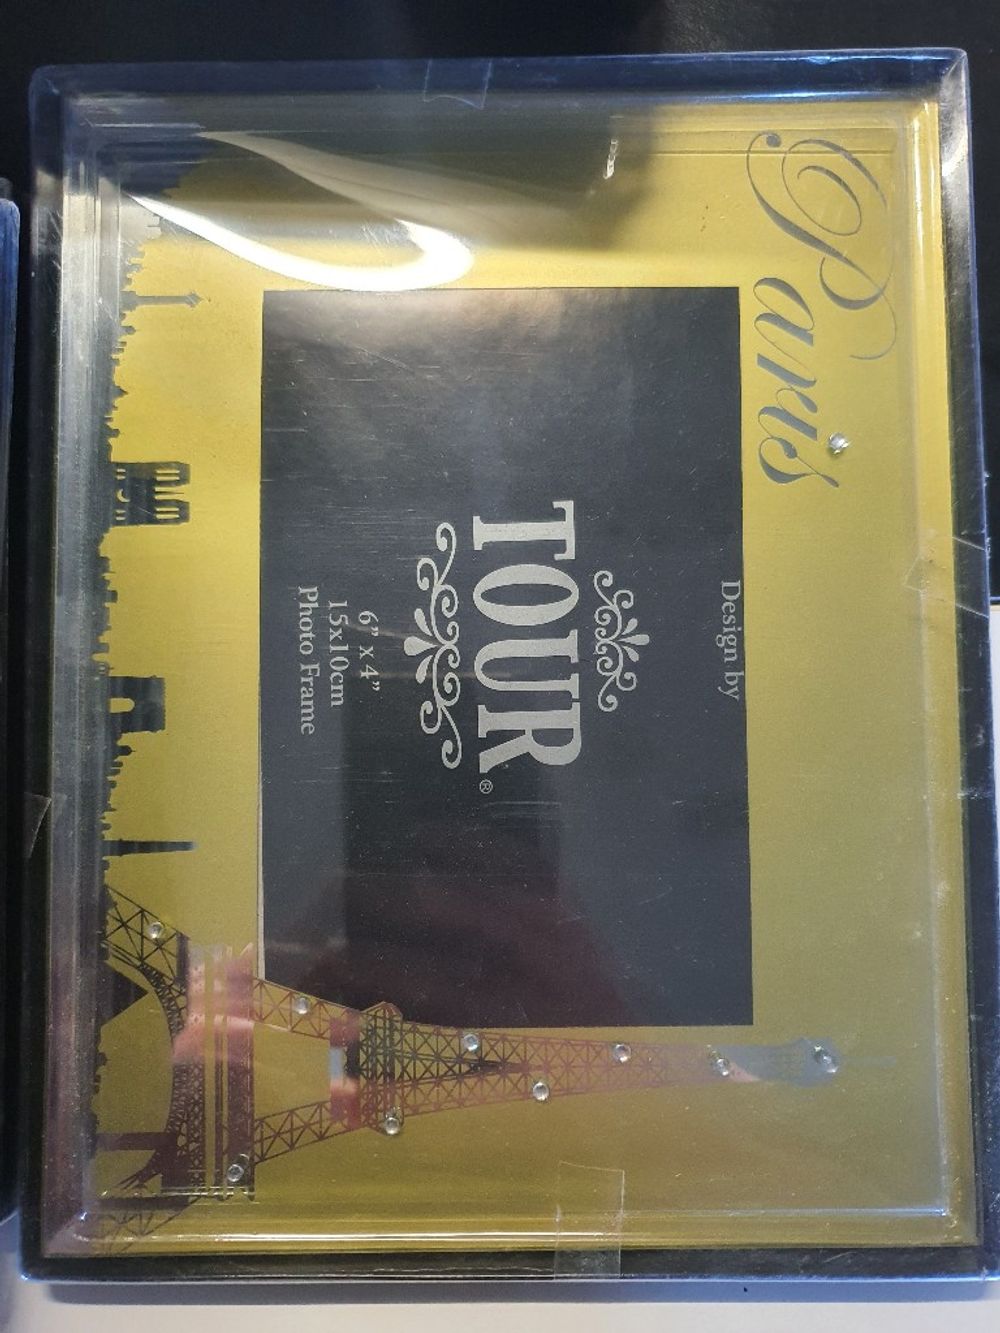 Paris
Design by
TOUR®
6” x 4”
15x10cm
Photo Frame